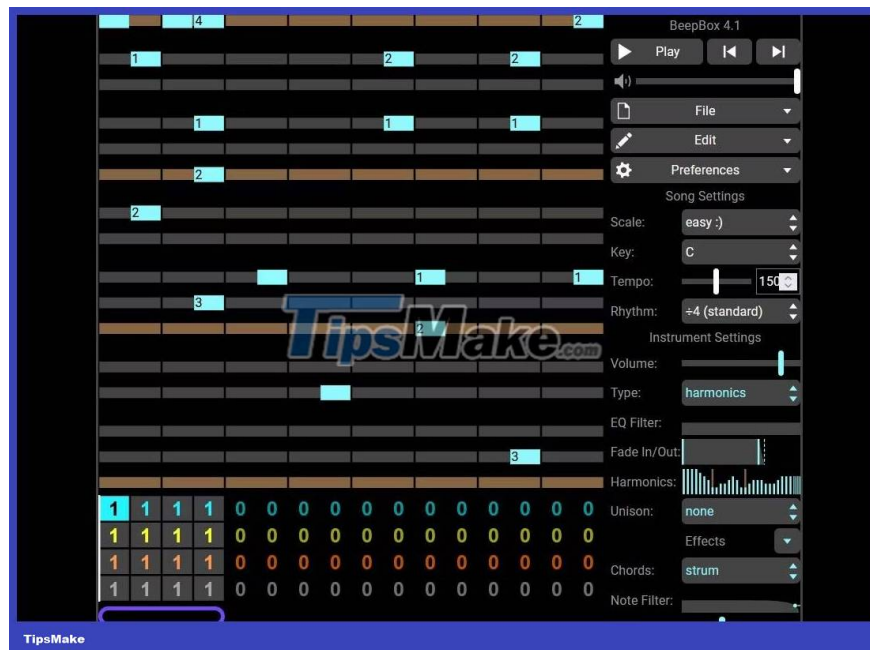 4 2
BeepBox 4.1
Play
1 2 2
File
1 1 1
Edit
2
Preferences
Song Settings
2
Scale: easy :)
Key: C
1 1
Tempo: 150
3
Rhythm: ÷4 (standard)
2
TipsMake.com
Instrument Settings
Volume:
Type: harmonics
EQ Filter:
3
Fade In/Out:
Harmonics:
1 1 1 1 0 0 0 0 0 0 0 0 0 0 0 0
Unison: none
1 1 1 1 0 0 0 0 0 0 0 0 0 0 0 0
Effects
1 1 1 1 0 0 0 0 0 0 0 0 0 0 0 0
Chords: strum
1 1 1 1 0 0 0 0 0 0 0 0 0 0 0 0
Note Filter:
TipsMake